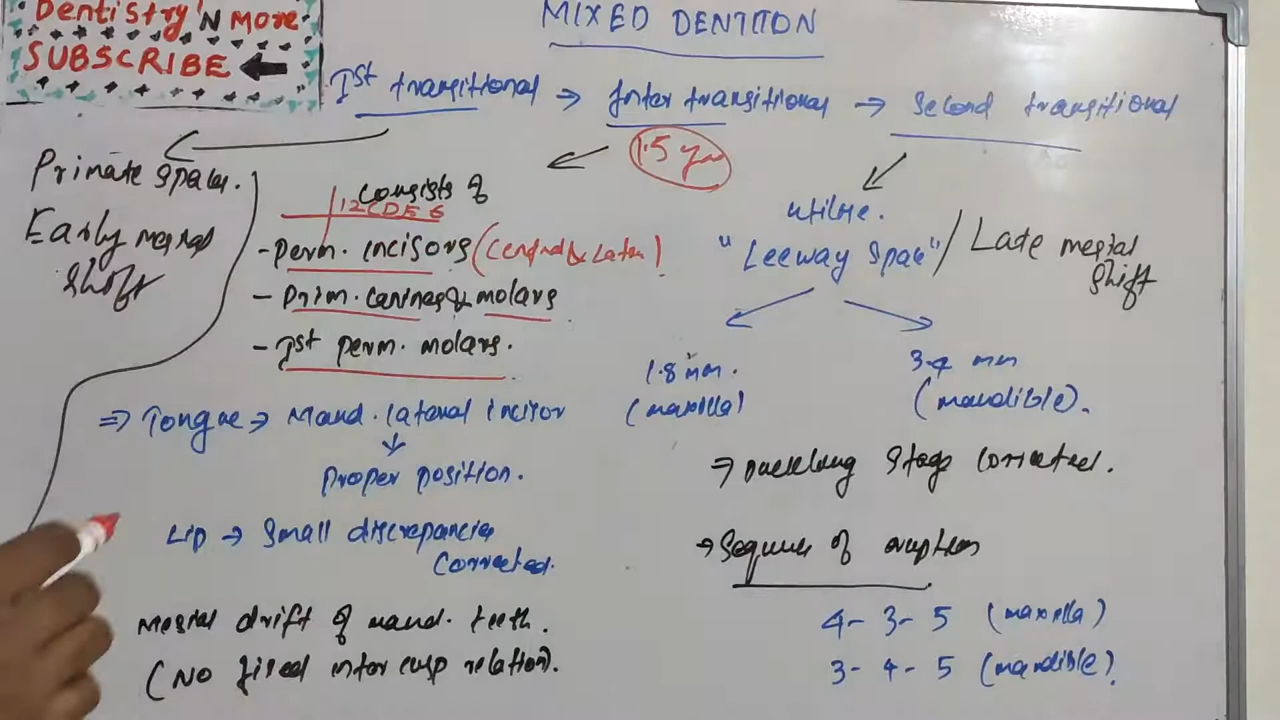 Dentistry'N More
SUBSCRIBE
MIXED DENTITION
Ist transitional → Inter transitional → Second transitional
Primate space.
Early mesial
shift
1.5 yrs
Consists of
12CDE6
- Perm. incisors (Central & Lateral)
- Prim. Canines & molars
- Ist perm. molars.
⇒ Tongue → Mand. lateral incisor
↓
Proper position.
Lip → Small discrepancies
Corrected.
Mesial drift of mand. teeth.
(No fixed inter cusp relation).
utilise.
"Leeway Space" / Late mesial
shift
1.8 mm.
(maxilla)
3.4 mm
(mandible).
⇒ Stage corrected.
→ Sequence of eruption
4- 3- 5 (maxilla)
3- 4- 5 (mandible).